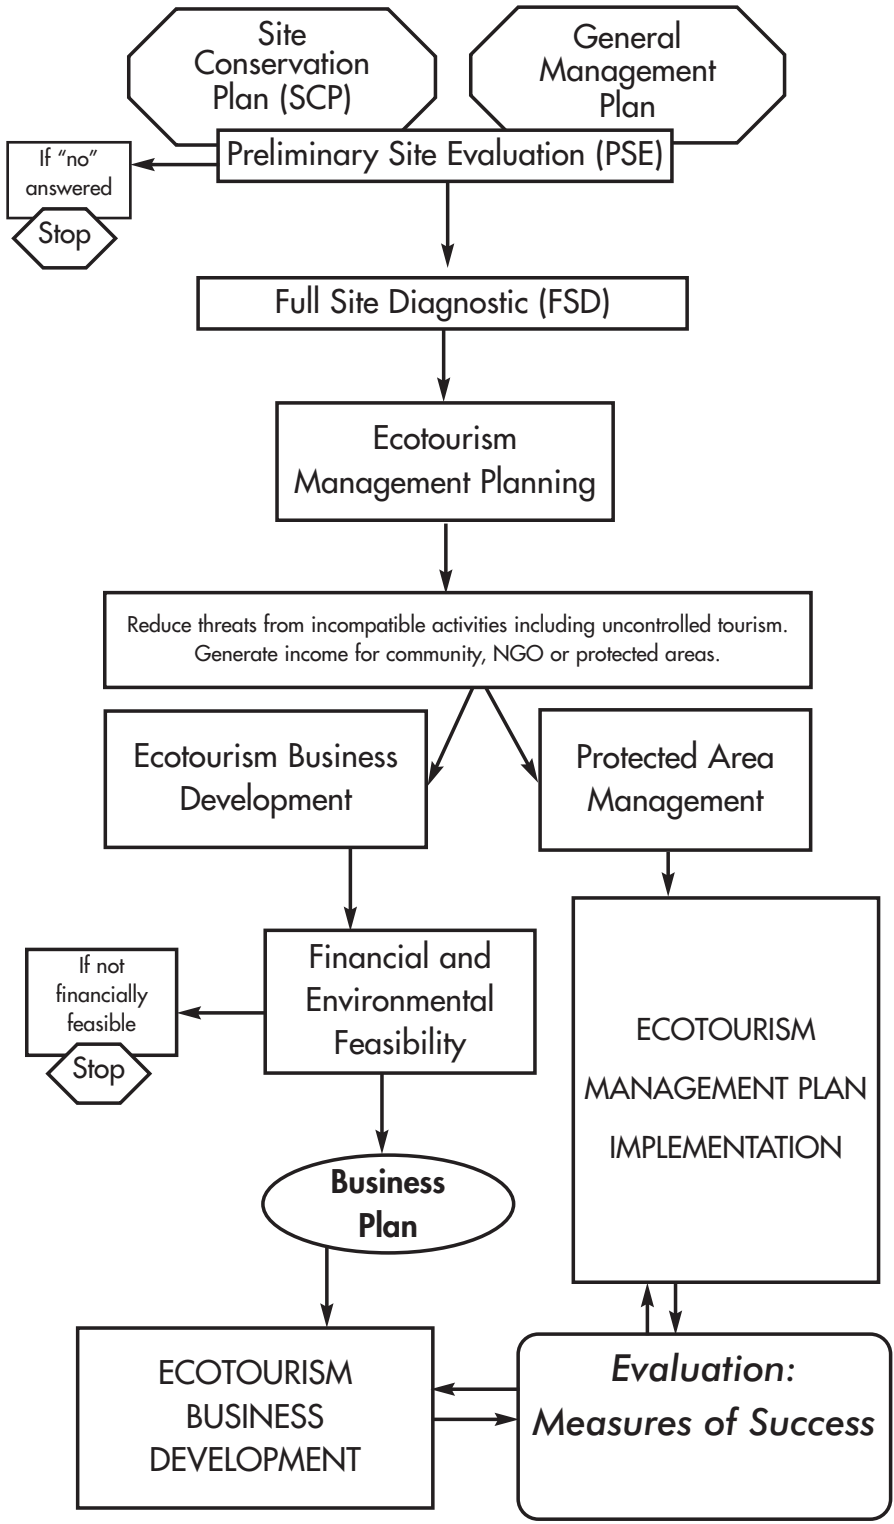 Site
Conservation
Plan (SCP)
General
Management
Plan
Preliminary Site Evaluation (PSE)
If “no”
answered
Stop
Full Site Diagnostic (FSD)
Ecotourism
Management Planning
Reduce threats from incompatible activities including uncontrolled tourism.
Generate income for community, NGO or protected areas.
Ecotourism Business
Development
Protected Area
Management
Financial and
Environmental
Feasibility
If not
financially
feasible
Stop
ECOTOURISM
MANAGEMENT PLAN
IMPLEMENTATION
Business
Plan
ECOTOURISM
BUSINESS
DEVELOPMENT
Evaluation:
Measures of Success